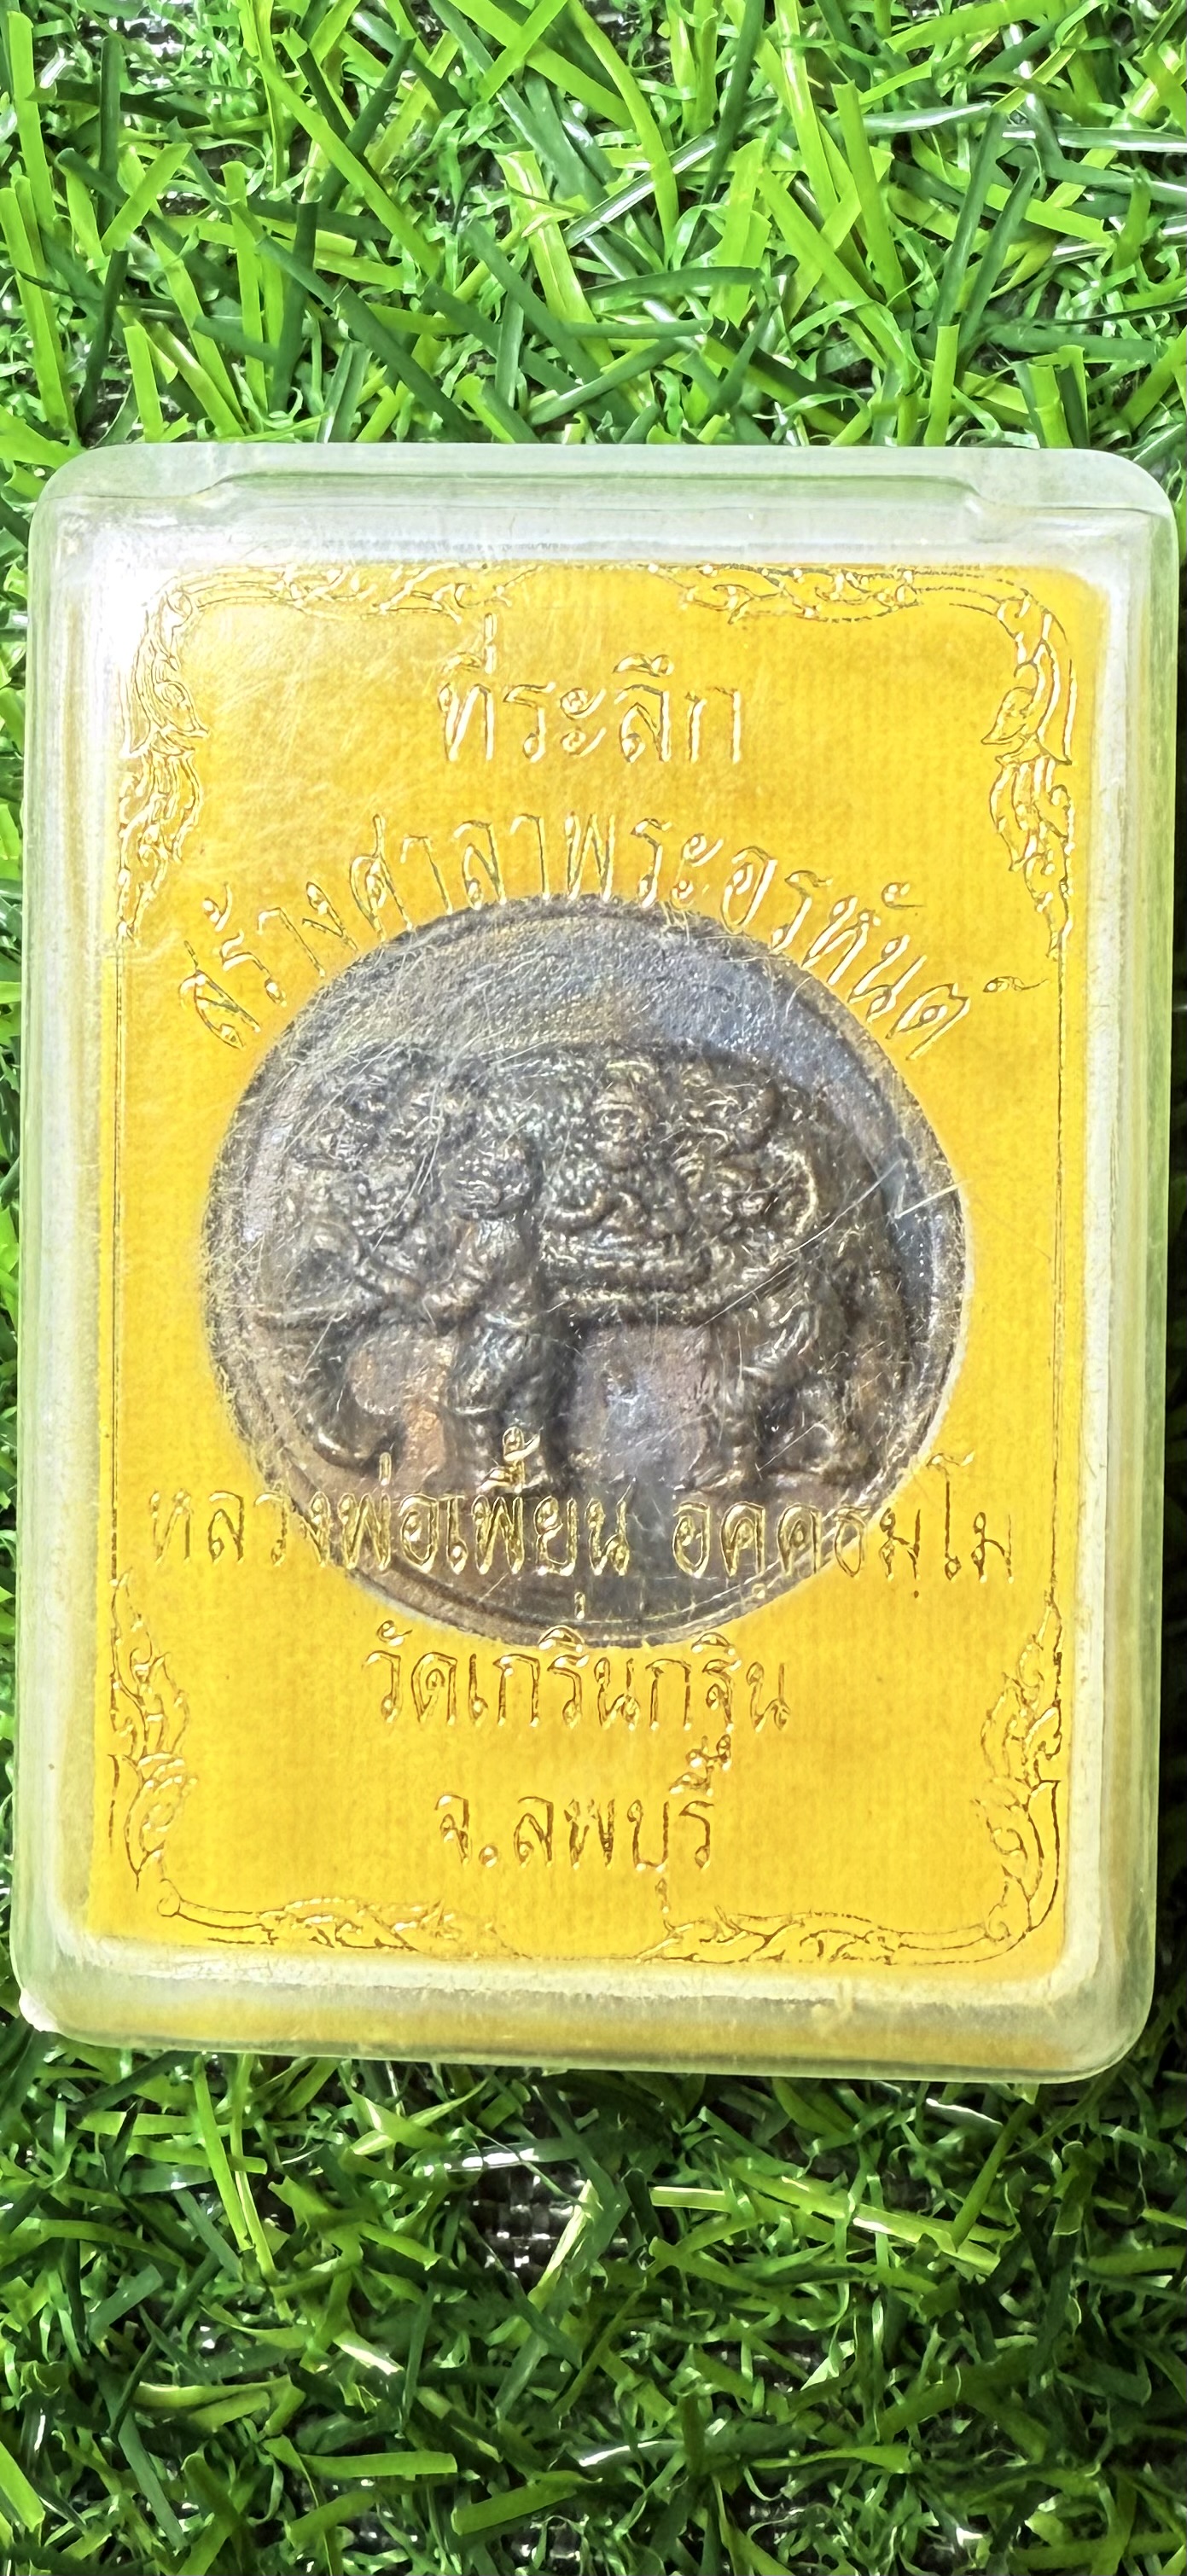 ที่ระลึก
สร้างศาลาพระอรหันต์
หลวงพ่อเพี้ยน อคฺคธมฺโม
วัดเกริ่นกฐิน
จ.ลพบุรี